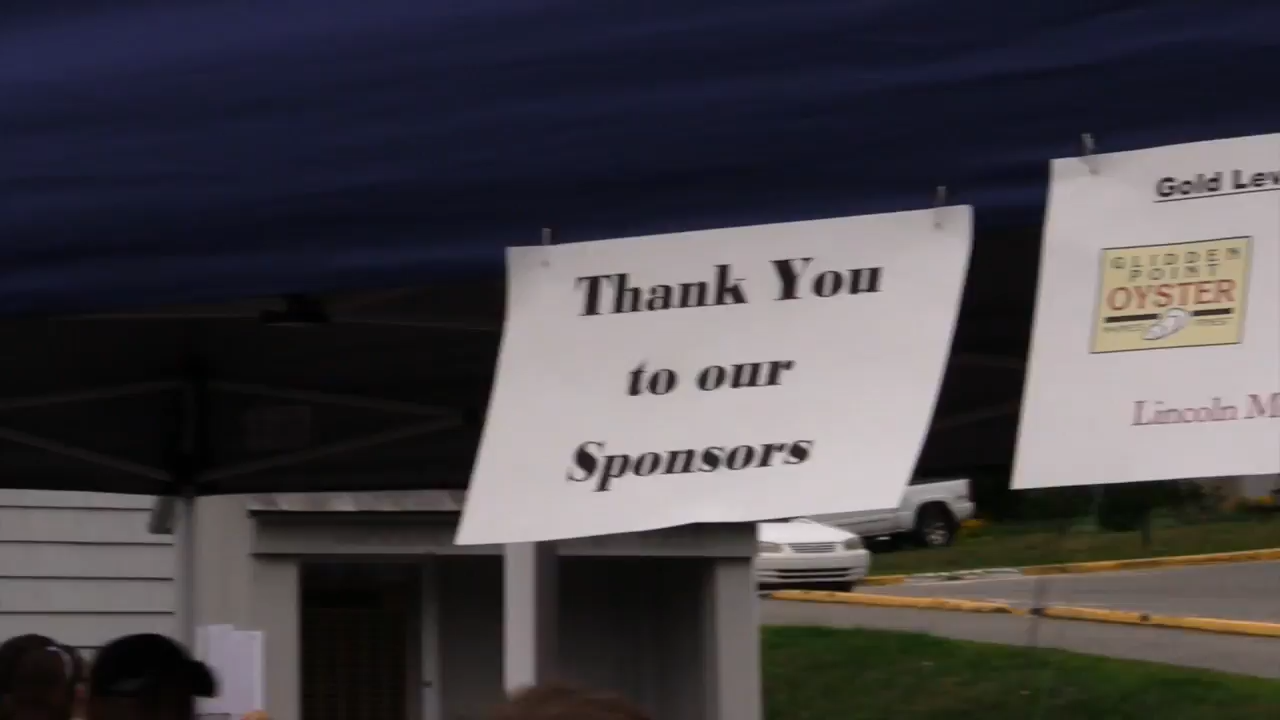 Thank You
to our
Sponsors
Gold Lev
GLIDDEN
POINT
OYSTER
Lincoln M